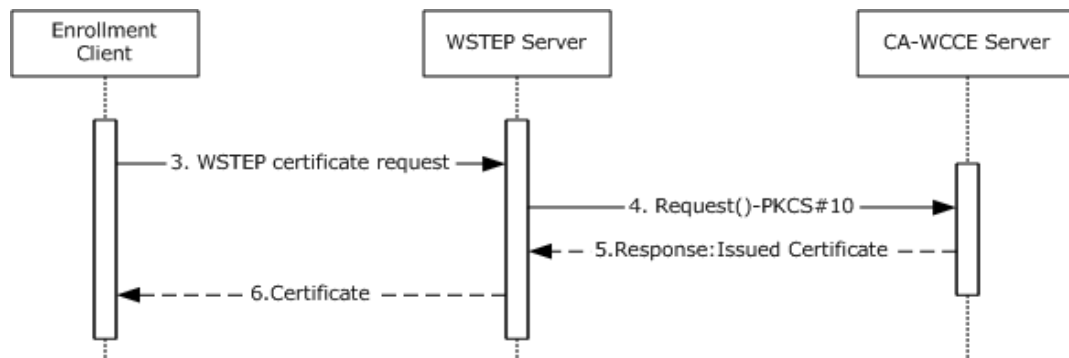 Enrollment
Client
WSTEP Server
CA-WCCE Server
3. WSTEP certificate request
4. Request()-PKCS#10
5.Response:Issued Certificate
6.Certificate